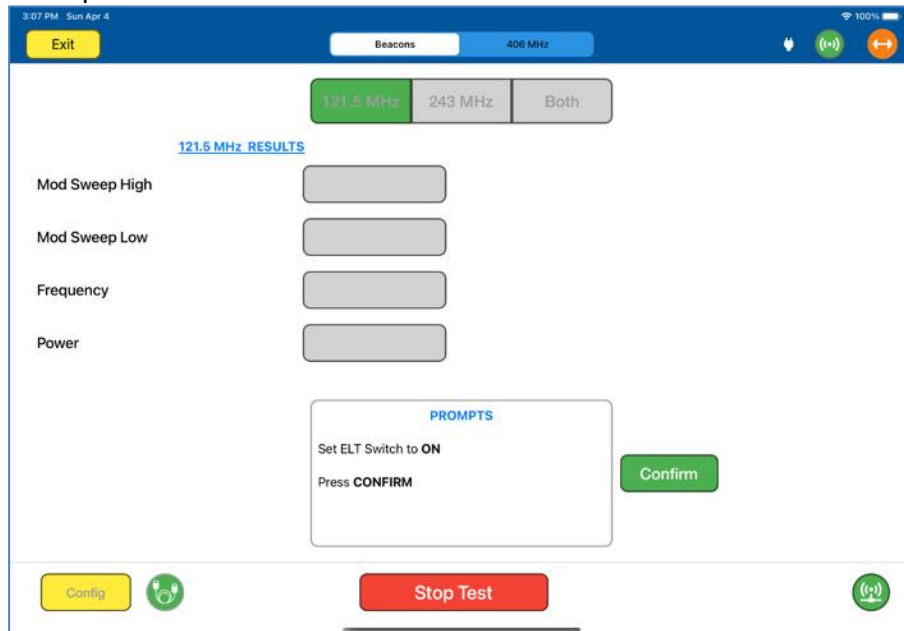 3:07 PM Sun Apr 4
100%
Exit
Beacons
406 MHz
121.5 MHz
243 MHz
Both
121.5 MHz RESULTS
Mod Sweep High
Mod Sweep Low
Frequency
Power
PROMPTS
Set ELT Switch to ON
Press CONFIRM
Confirm
Config
Stop Test